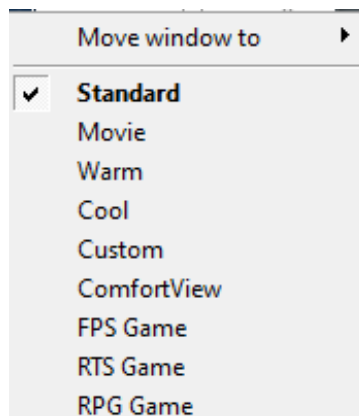 Move window to
Standard
Movie
Warm
Cool
Custom
ComfortView
FPS Game
RTS Game
RPG Game